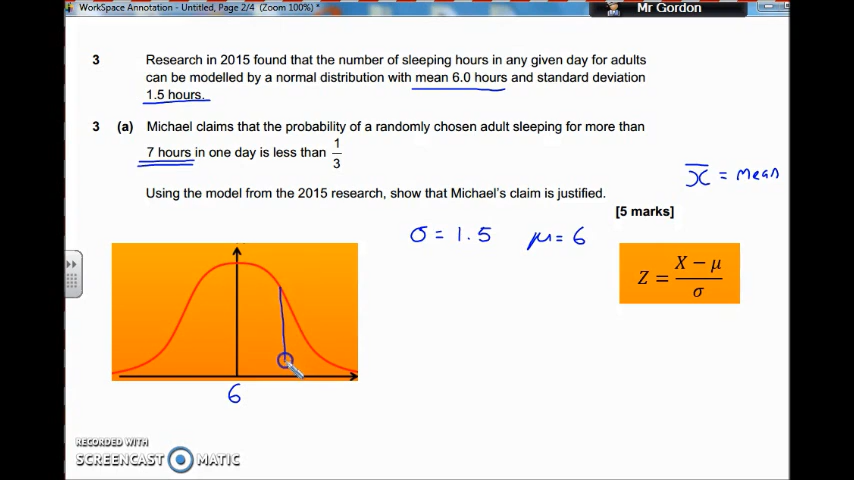 WorkSpace Annotation - Untitled, Page 2/4 (Zoom 100%) *
Mr Gordon
3 Research in 2015 found that the number of sleeping hours in any given day for adults
can be modelled by a normal distribution with mean 6.0 hours and standard deviation
1.5 hours.
3 (a) Michael claims that the probability of a randomly chosen adult sleeping for more than
7 hours in one day is less than 1/3
x̅ = mean
Using the model from the 2015 research, show that Michael's claim is justified.
[5 marks]
σ = 1.5 μ = 6
Z = (X − μ)/σ
6
RECORDED WITH
SCREENCAST MATIC